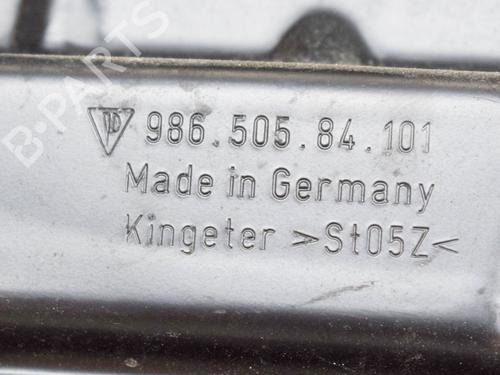 986.505.84.101
Made in Germany
Kingeter >St05Z<
B-PARTS